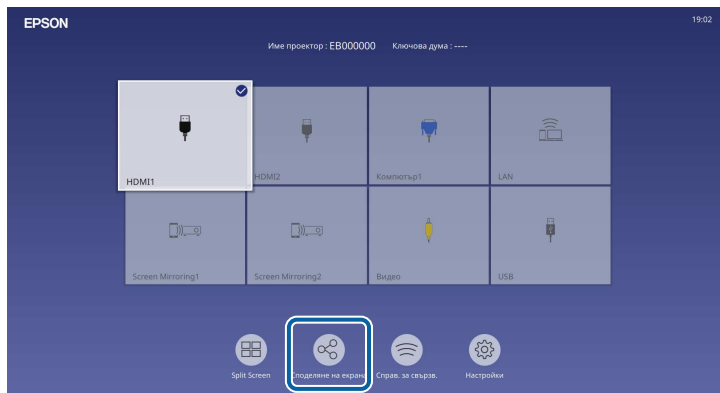 EPSON
19:02
Име проектор : EB000000 Ключова дума : ----
HDMI1
HDMI2
Компютър1
LAN
Screen Mirroring1
Screen Mirroring2
Видео
USB
Split Screen
Споделяне на екрана
Справ. за свързв.
Настройки